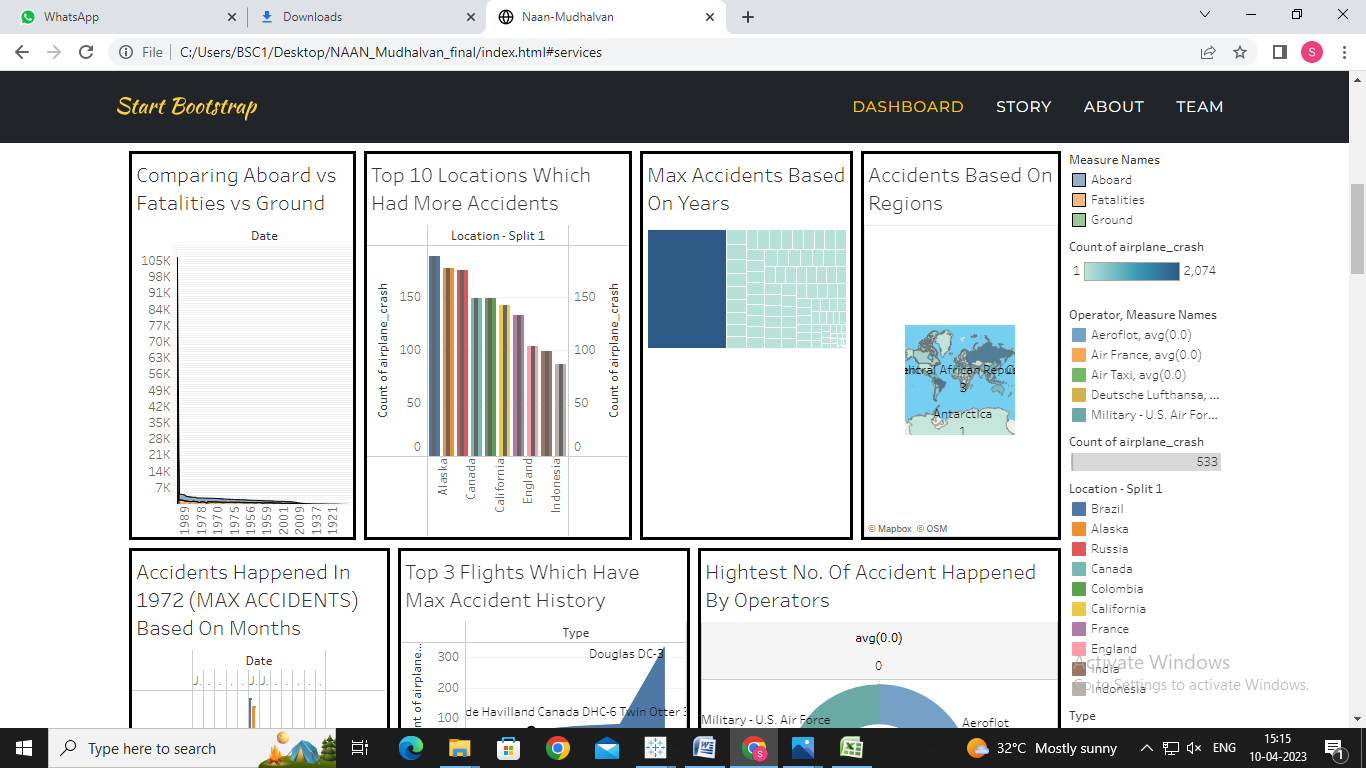 WhatsApp
Downloads
Naan-Mudhalvan
File
C:/Users/BSC1/Desktop/NAAN_Mudhalvan_final/index.html#services
S
Start Bootstrap
DASHBOARD
STORY
ABOUT
TEAM
Comparing Aboard vs
Fatalities vs Ground
Date
105K
98K
91K
84K
77K
70K
63K
56K
49K
42K
35K
28K
21K
14K
7K
1989
1978
1970
1975
1956
1959
2001
2009
1937
1921
Top 10 Locations Which
Had More Accidents
Location - Split 1
Count of airplane_crash
150
100
50
0
150
100
50
0
Count of airplane_crash
Alaska
Canada
California
England
Indonesia
Max Accidents Based
On Years
Accidents Based On
Regions
3
Antarctica
1
© Mapbox © OSM
Measure Names
Aboard
Fatalities
Ground
Count of airplane_crash
1
2,074
Operator, Measure Names
Aeroflot, avg(0.0)
Air France, avg(0.0)
Air Taxi, avg(0.0)
Deutsche Lufthansa, ...
Military - U.S. Air For...
Count of airplane_crash
533
Location - Split 1
Brazil
Alaska
Russia
Canada
Colombia
California
France
England
India
Indonesia
Type
Activate Windows
Go to Settings to activate Windows.
Accidents Happened In
1972 (MAX ACCIDENTS)
Based On Months
Date
J. . . . . . J. J. . . . .
Top 3 Flights Which Have
Max Accident History
Type
300
200
100
Douglas DC-3
de Havilland Canada DHC-6 Twin Otter 3
Hightest No. Of Accident Happened
By Operators
avg(0.0)
0
Military - U.S. Air Force
Aeroflot
Type here to search
S
32°C Mostly sunny
ENG
15:15
10-04-2023
1